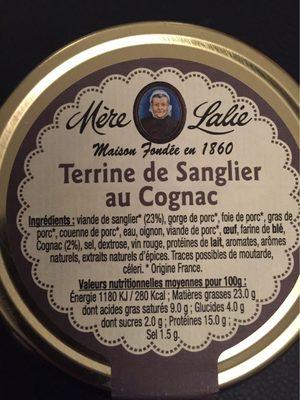 Mère Lalie
Maison Fondée en 1860
Terrine de Sanglier
au Cognac
Ingrédients : viande de sanglier* (23%), gorge de porc*, foie de porc*, gras de
porc*, couenne de porc*, eau, oignon, viande de porc*, œuf, farine de blé,
Cognac (2%), sel, dextrose, vin rouge, protéines de lait, aromates, arômes
naturels, extraits naturels d'épices. Traces possibles de moutarde,
céleri. * Origine France.
Valeurs nutritionnelles moyennes pour 100g :
Énergie 1180 KJ / 280 Kcal ; Matières grasses 23.0 g
dont acides gras saturés 9.0 g ; Glucides 4.0 g
dont sucres 2.0 g ; Protéines 15.0 g ;
Sel 1.5 g.